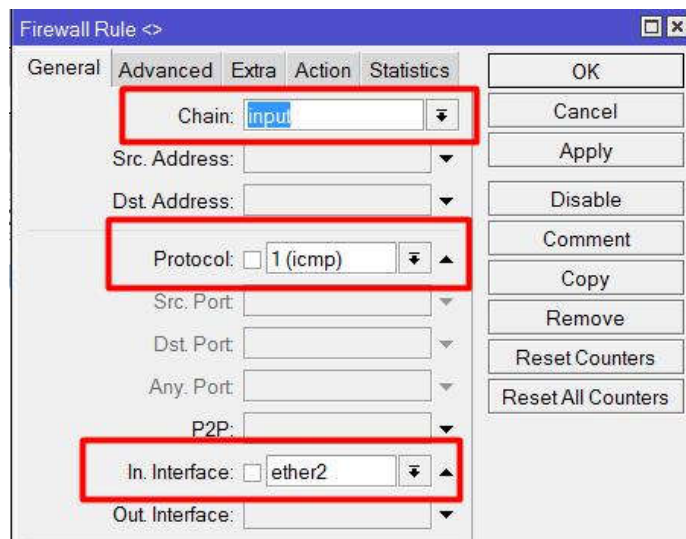 Firewall Rule <>
General Advanced Extra Action Statistics
Chain: input
Src. Address:
Dst. Address:
Protocol: 1 (icmp)
Src. Port:
Dst. Port:
Any. Port:
P2P:
In. Interface: ether2
Out. Interface:
OK
Cancel
Apply
Disable
Comment
Copy
Remove
Reset Counters
Reset All Counters